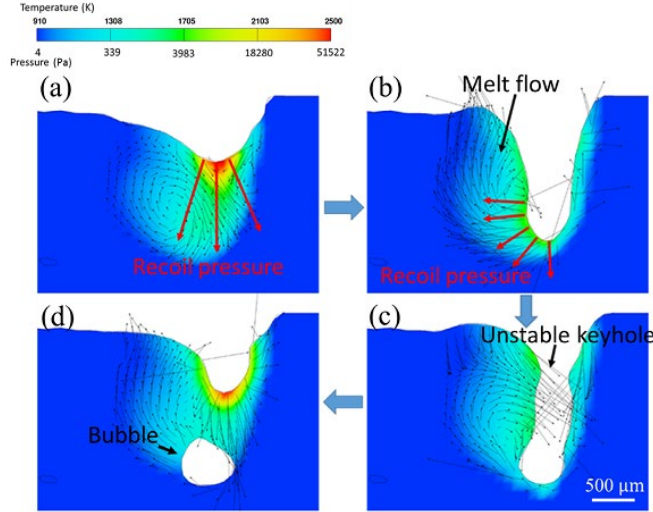 Temperature (K)
910 1308 1705 2103 2500
4 339 3983 18280 51522
Pressure (Pa)
(a)
(b)
Melt flow
Recoil pressure
Recoil pressure
(d)
(c)
Unstable keyhole
Bubble
500 μm